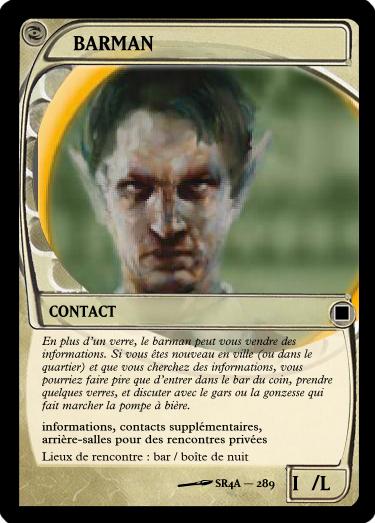 BARMAN
CONTACT
En plus d'un verre, le barman peut vous vendre des
informations. Si vous êtes nouveau en ville (ou dans le
quartier) et que vous cherchez des informations, vous
pourriez faire pire que d'entrer dans le bar du coin, prendre
quelques verres, et discuter avec le gars ou la gonzesse qui
fait marcher la pompe à bière.
informations, contacts supplémentaires,
arrière-salles pour des rencontres privées
Lieux de rencontre : bar / boîte de nuit
SR4A — 289
I /L